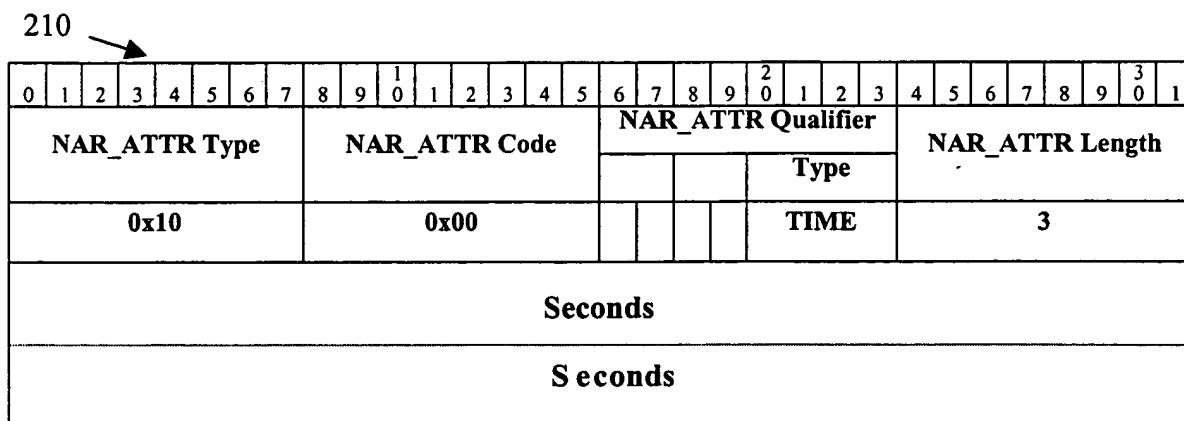 210
1 2 3
0 1 2 3 4 5 6 7 8 9 0 1 2 3 4 5 6 7 8 9 0 1 2 3 4 5 6 7 8 9 0 1
NAR_ATTR Type NAR_ATTR Code NAR_ATTR Qualifier NAR_ATTR Length
Type
0x10 0x00 TIME 3
Seconds
Seconds